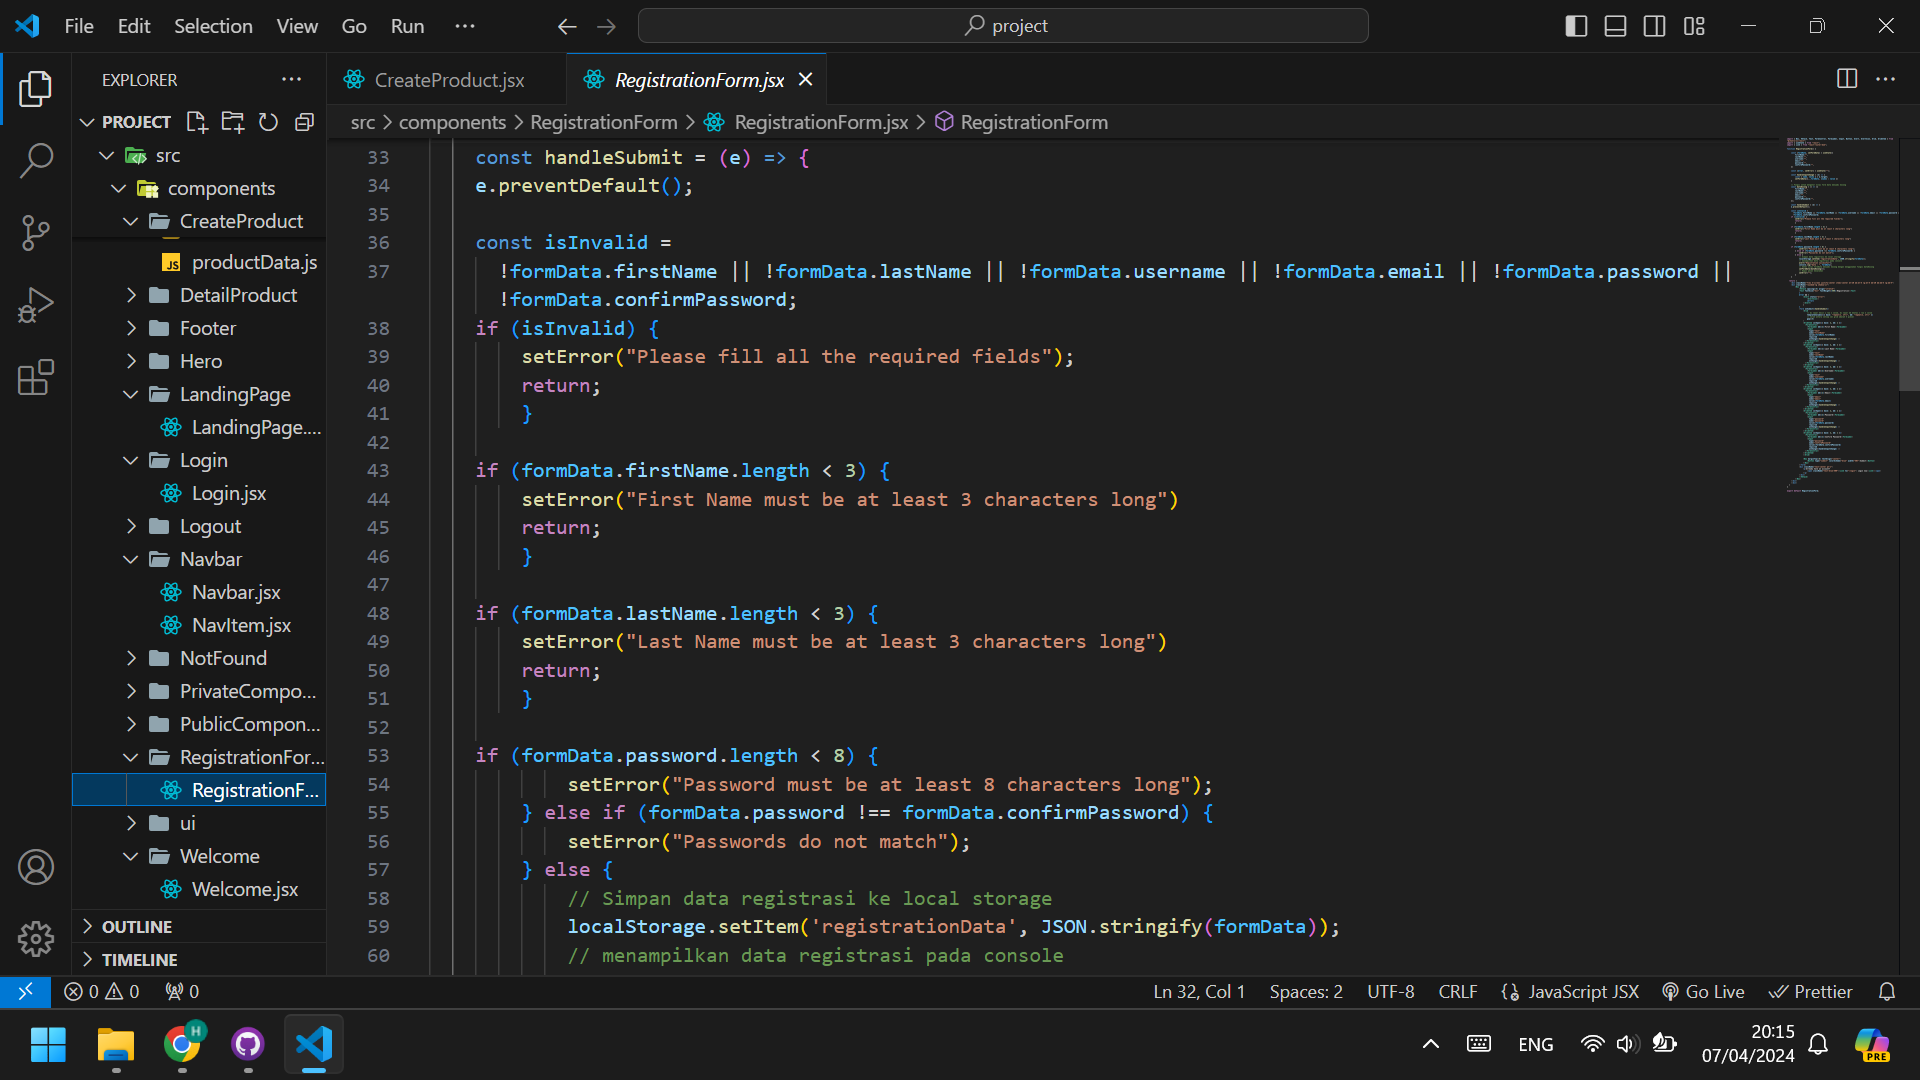 File Edit Selection View Go Run ···
project
EXPLORER ···
CreateProduct.jsx
RegistrationForm.jsx
PROJECT
src > components > RegistrationForm > RegistrationForm.jsx > RegistrationForm
src
components
CreateProduct
productData.js
DetailProduct
Footer
Hero
LandingPage
LandingPage....
Login
Login.jsx
Logout
Navbar
Navbar.jsx
NavItem.jsx
NotFound
PrivateCompo...
PublicCompon...
RegistrationFor...
RegistrationF...
ui
Welcome
Welcome.jsx
OUTLINE
TIMELINE
33 const handleSubmit = (e) => {
34 e.preventDefault();
35
36 const isInvalid =
37 !formData.firstName || !formData.lastName || !formData.username || !formData.email || !formData.password ||
!formData.confirmPassword;
38 if (isInvalid) {
39 setError("Please fill all the required fields");
40 return;
41 }
42
43 if (formData.firstName.length < 3) {
44 setError("First Name must be at least 3 characters long")
45 return;
46 }
47
48 if (formData.lastName.length < 3) {
49 setError("Last Name must be at least 3 characters long")
50 return;
51 }
52
53 if (formData.password.length < 8) {
54 setError("Password must be at least 8 characters long");
55 } else if (formData.password !== formData.confirmPassword) {
56 setError("Passwords do not match");
57 } else {
58 // Simpan data registrasi ke local storage
59 localStorage.setItem('registrationData', JSON.stringify(formData));
60 // menampilkan data registrasi pada console
0 0 0
Ln 32, Col 1 Spaces: 2 UTF-8 CRLF JavaScript JSX Go Live Prettier
H
ENG
20:15
07/04/2024
PRE